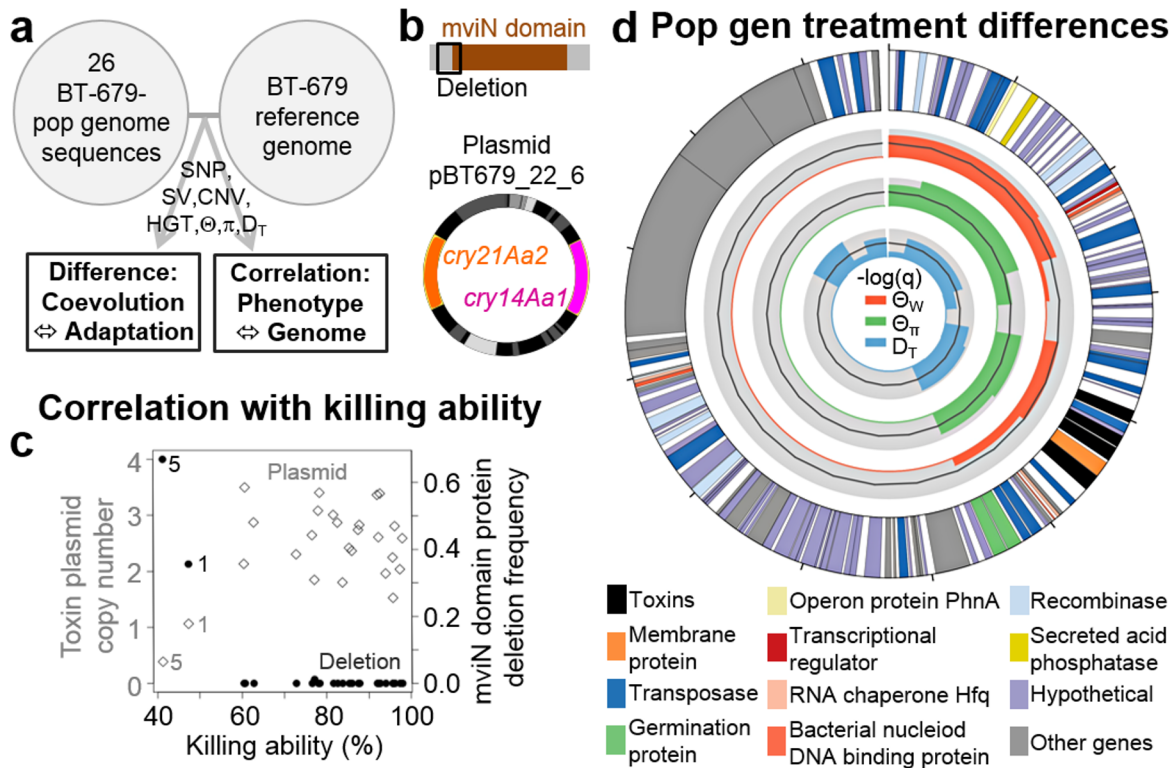 a
26
BT-679-
pop genome
sequences
BT-679
reference
genome
SNP,
SV,CNV,
HGT,Θ,π,D_T
Difference:
Coevolution
⇔ Adaptation
Correlation:
Phenotype
⇔ Genome
b
mviN domain
Deletion
Plasmid
pBT679_22_6
cry21Aa2
cry14Aa1
Correlation with killing ability
c
Toxin plasmid
copy number
4
3
2
1
0
5
1
1
5
Plasmid
Deletion
0.6
0.4
0.2
0.0
mviN domain protein
deletion frequency
40
60
80
100
Killing ability (%)
d Pop gen treatment differences
-log(q)
Θ_W
Θ_π
D_T
Toxins
Membrane
protein
Transposase
Germination
protein
Operon protein PhnA
Transcriptional
regulator
RNA chaperone Hfq
Bacterial nucleiod
DNA binding protein
Recombinase
Secreted acid
phosphatase
Hypothetical
Other genes